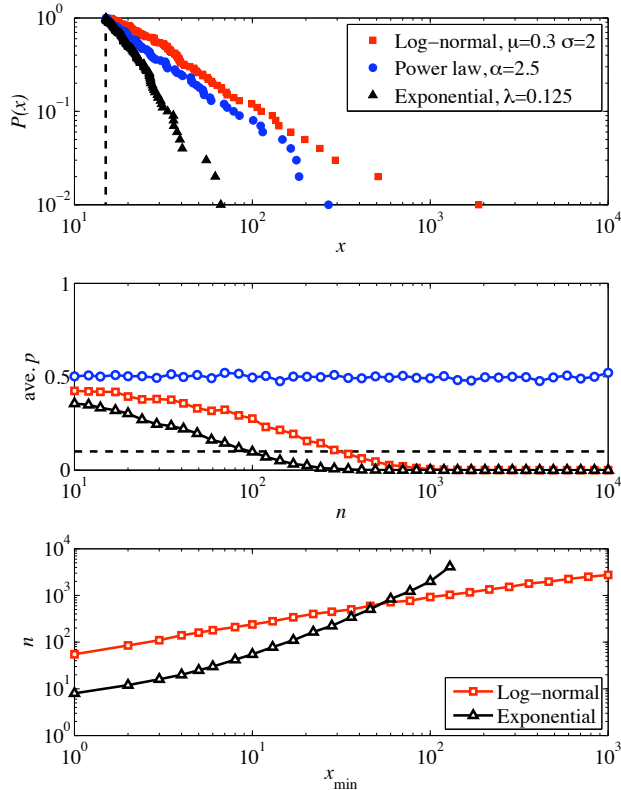 10^0
10^-1
10^-2
P(x)
Log-normal, μ=0.3 σ=2
Power law, α=2.5
Exponential, λ=0.125
10^1 10^2 10^3 10^4
x
1
0.5
0
ave. p
10^1 10^2 10^3 10^4
n
10^4
10^3
10^2
10^1
10^0
n
Log-normal
Exponential
10^0 10^1 10^2 10^3
x_min